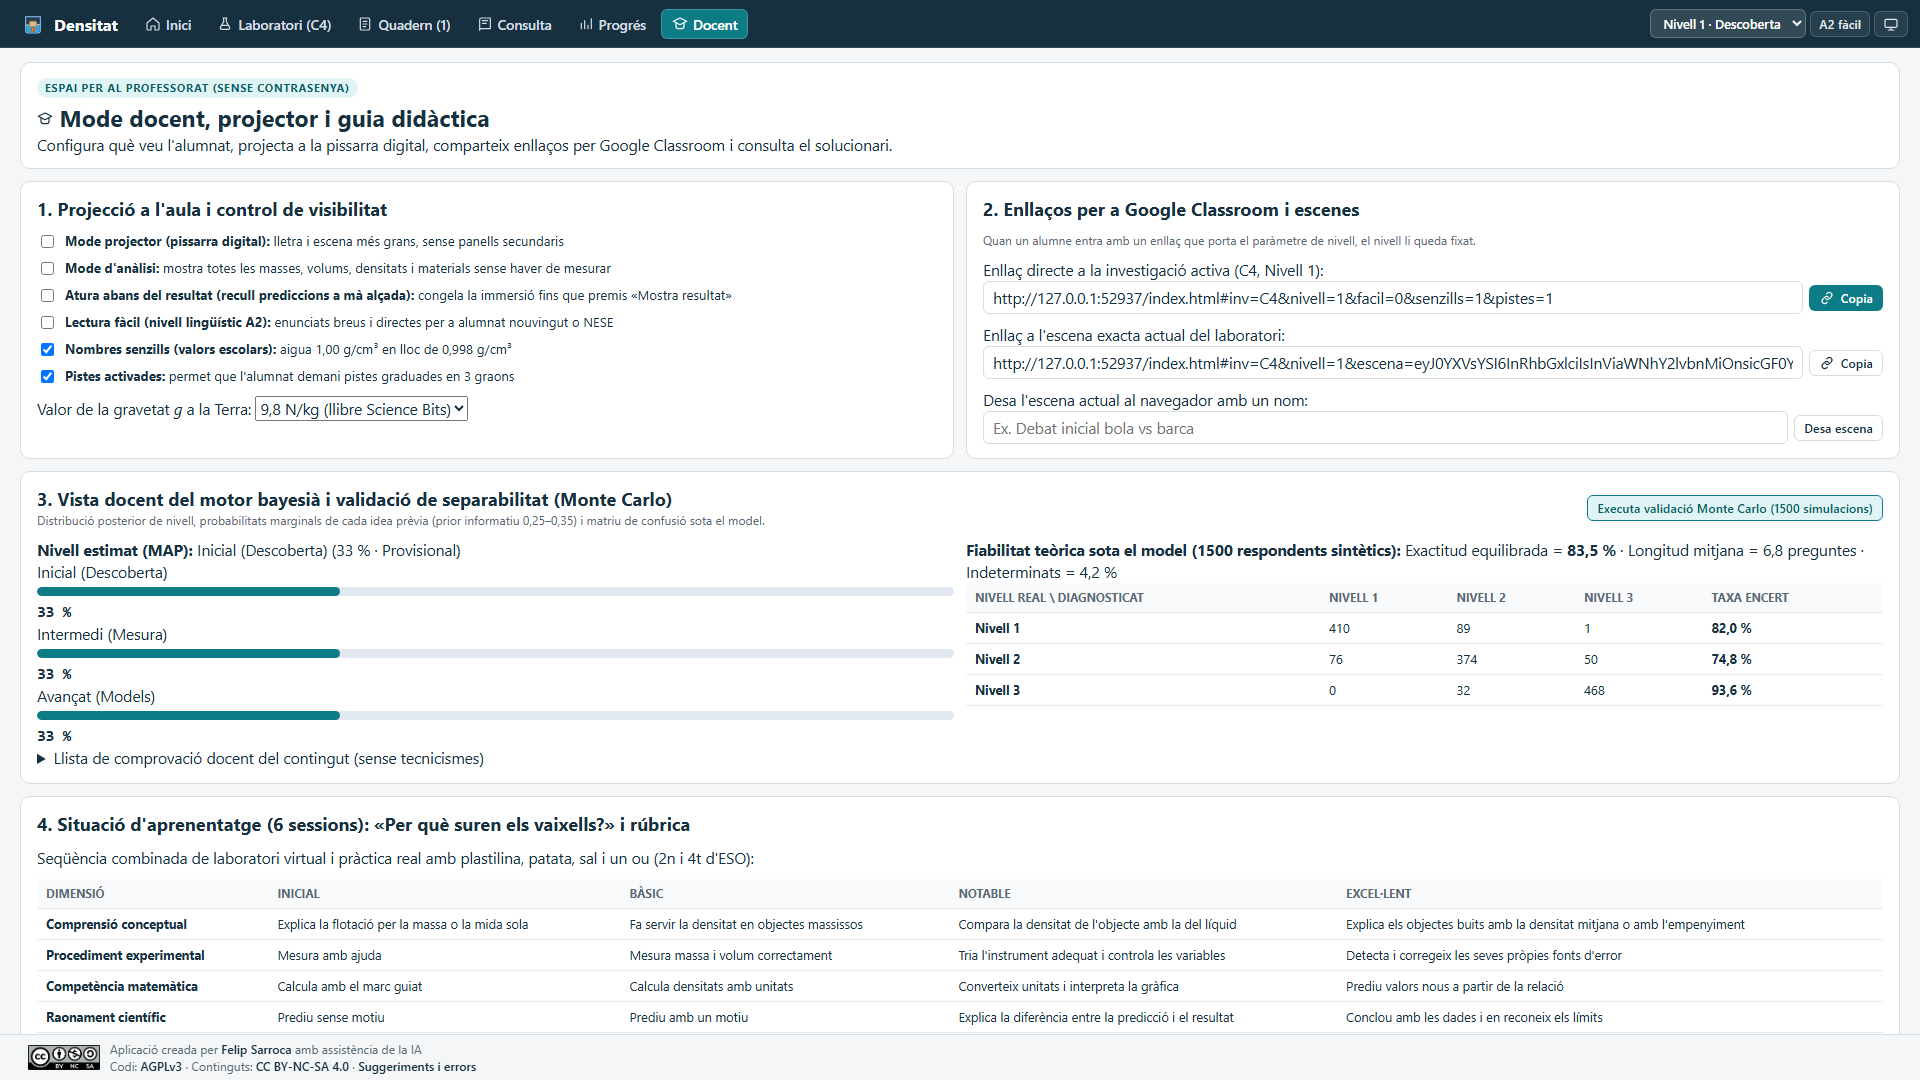 Densitat
Inici
Laboratori (C4)
Quadern (1)
Consulta
Progrés
Docent
Nivell 1 · Descoberta
A2 fàcil
ESPAI PER AL PROFESSORAT (SENSE CONTRASENYA)
Mode docent, projector i guia didàctica
Configura què veu l'alumnat, projecta a la pissarra digital, comparteix enllaços per Google Classroom i consulta el solucionari.
1. Projecció a l'aula i control de visibilitat
Mode projector (pissarra digital): lletra i escena més grans, sense panells secundaris
Mode d'anàlisi: mostra totes les masses, volums, densitats i materials sense haver de mesurar
Atura abans del resultat (recull prediccions a mà alçada): congela la immersió fins que premis «Mostra resultat»
Lectura fàcil (nivell lingüístic A2): enunciats breus i directes per a alumnat nouvingut o NESE
Nombres senzills (valors escolars): aigua 1,00 g/cm³ en lloc de 0,998 g/cm³
Pistes activades: permet que l'alumnat demani pistes graduades en 3 graons
Valor de la gravetat g a la Terra: 9,8 N/kg (llibre Science Bits)
2. Enllaços per a Google Classroom i escenes
Quan un alumne entra amb un enllaç que porta el paràmetre de nivell, el nivell li queda fixat.
Enllaç directe a la investigació activa (C4, Nivell 1):
http://127.0.0.1:52937/index.html#inv=C4&nivell=1&facil=0&senzills=1&pistes=1
Copia
Enllaç a l'escena exacta actual del laboratori:
http://127.0.0.1:52937/index.html#inv=C4&nivell=1&escena=eyJ0YXVsYSI6InRhbGxlciIsInViaWNhY2lvbnMiOnsicGF0Y
Copia
Desa l'escena actual al navegador amb un nom:
Ex. Debat inicial bola vs barca
Desa escena
3. Vista docent del motor bayesià i validació de separabilitat (Monte Carlo)
Distribució posterior de nivell, probabilitats marginals de cada idea prèvia (prior informatiu 0,25–0,35) i matriu de confusió sota el model.
Executa validació Monte Carlo (1500 simulacions)
Nivell estimat (MAP): Inicial (Descoberta) (33 % · Provisional)
Inicial (Descoberta)
33 %
Intermedi (Mesura)
33 %
Avançat (Models)
33 %
Llista de comprovació docent del contingut (sense tecnicismes)
Fiabilitat teòrica sota el model (1500 respondents sintètics): Exactitud equilibrada = 83,5 % · Longitud mitjana = 6,8 preguntes ·
Indeterminats = 4,2 %
NIVELL REAL \ DIAGNOSTICAT NIVELL 1 NIVELL 2 NIVELL 3 TAXA ENCERT
Nivell 1 410 89 1 82,0 %
Nivell 2 76 374 50 74,8 %
Nivell 3 0 32 468 93,6 %
4. Situació d'aprenentatge (6 sessions): «Per què suren els vaixells?» i rúbrica
Seqüència combinada de laboratori virtual i pràctica real amb plastilina, patata, sal i un ou (2n i 4t d'ESO):
DIMENSIÓ INICIAL BÀSIC NOTABLE EXCEL·LENT
Comprensió conceptual Explica la flotació per la massa o la mida sola Fa servir la densitat en objectes massissos Compara la densitat de l'objecte amb la del líquid Explica els objectes buits amb la densitat mitjana o amb l'empenyiment
Procediment experimental Mesura amb ajuda Mesura massa i volum correctament Tria l'instrument adequat i controla les variables Detecta i corregeix les seves pròpies fonts d'error
Competència matemàtica Calcula amb el marc guiat Calcula densitats amb unitats Converteix unitats i interpreta la gràfica Prediu valors nous a partir de la relació
Raonament científic Prediu sense motiu Prediu amb un motiu Explica la diferència entre la predicció i el resultat Conclou amb les dades i en reconeix els límits
CC BY NC SA
Aplicació creada per Felip Sarroca amb assistència de la IA
Codi: AGPLv3 · Continguts: CC BY-NC-SA 4.0 · Suggeriments i errors